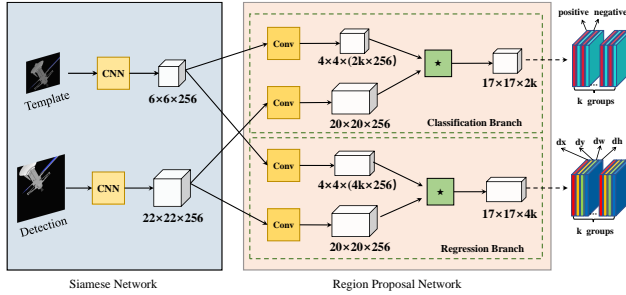 positive negative
Conv
4×4×(2k×256)
CNN
★
Template
6×6×256
17×17×2k
Conv
k groups
20×20×256
Classification Branch
dx dy dw dh
Conv
4×4×(4k×256)
CNN
★
Detection
22×22×256
17×17×4k
Conv
k groups
20×20×256
Regression Branch
Siamese Network
Region Proposal Network